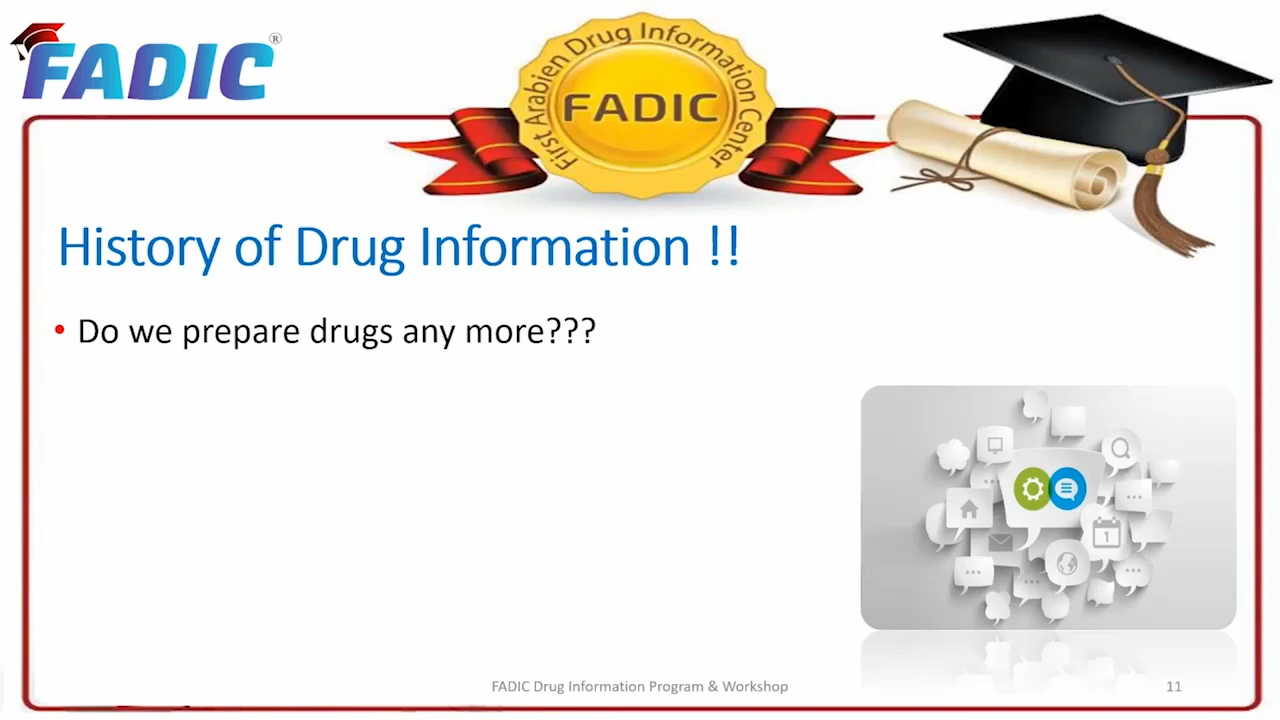 FADIC®
First Arabien Drug Information Center
FADIC
History of Drug Information !!
• Do we prepare drugs any more???
1
FADIC Drug Information Program & Workshop
11